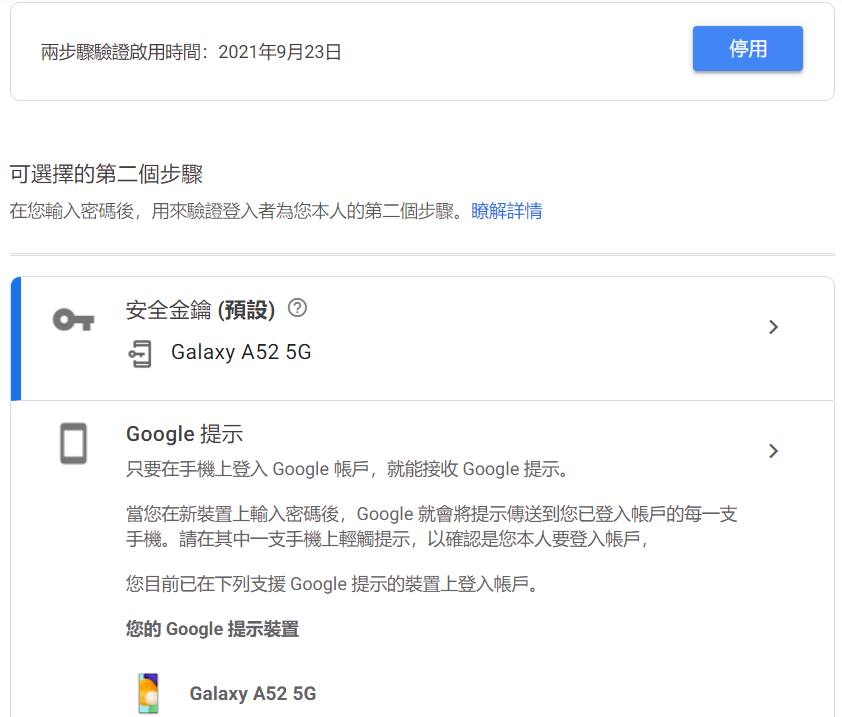 兩步驟驗證啟用時間：2021年9月23日
停用
可選擇的第二個步驟
在您輸入密碼後，用來驗證登入者為您本人的第二個步驟。瞭解詳情
安全金鑰 (預設)
Galaxy A52 5G
Google 提示
只要在手機上登入 Google 帳戶，就能接收 Google 提示。
當您在新裝置上輸入密碼後，Google 就會將提示傳送到您已登入帳戶的每一支
手機。請在其中一支手機上輕觸提示，以確認是您本人要登入帳戶，
您目前已在下列支援 Google 提示的裝置上登入帳戶。
您的 Google 提示裝置
Galaxy A52 5G